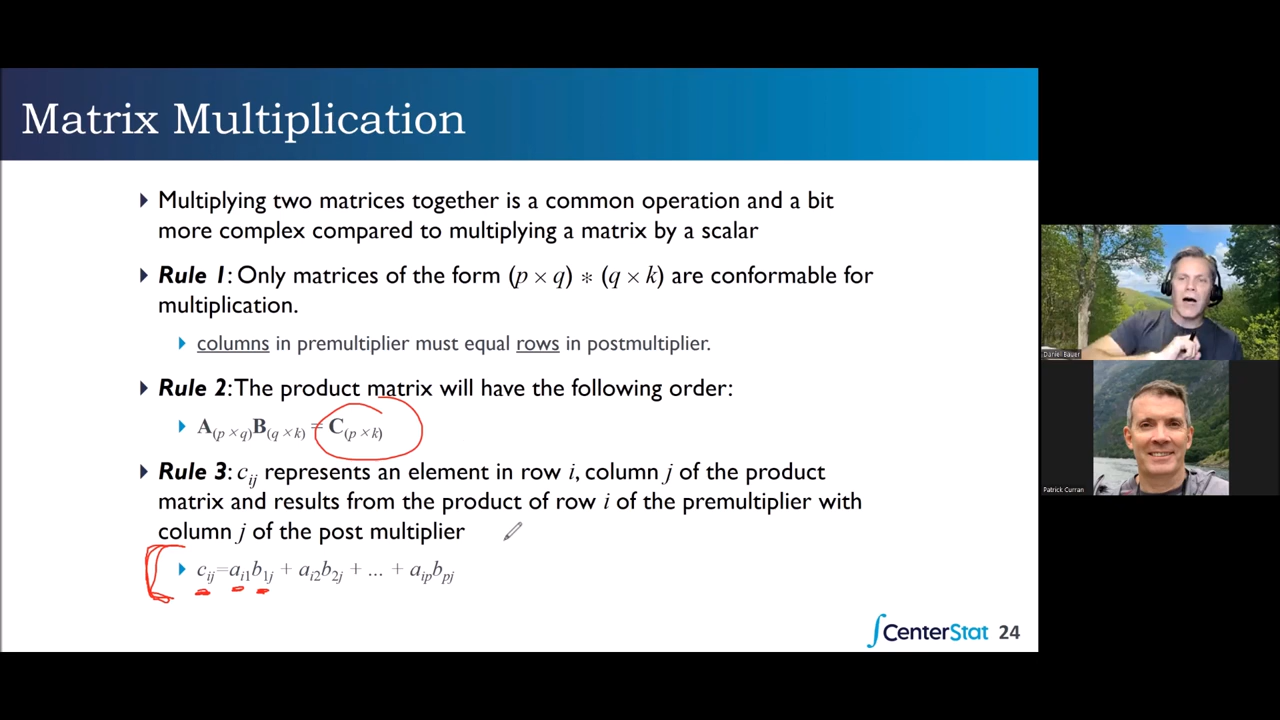 Matrix Multiplication
Multiplying two matrices together is a common operation and a bit
more complex compared to multiplying a matrix by a scalar
Rule 1: Only matrices of the form (p × q) ∗ (q × k) are conformable for
multiplication.
columns in premultiplier must equal rows in postmultiplier.
Rule 2: The product matrix will have the following order:
A(p × q)B(q × k) = C(p × k)
Rule 3: cij represents an element in row i, column j of the product
matrix and results from the product of row i of the premultiplier with
column j of the post multiplier
cij=ai1b1j + ai2b2j + ... + aipbpj
CenterStat 24
Daniel Bauer
Patrick Curran